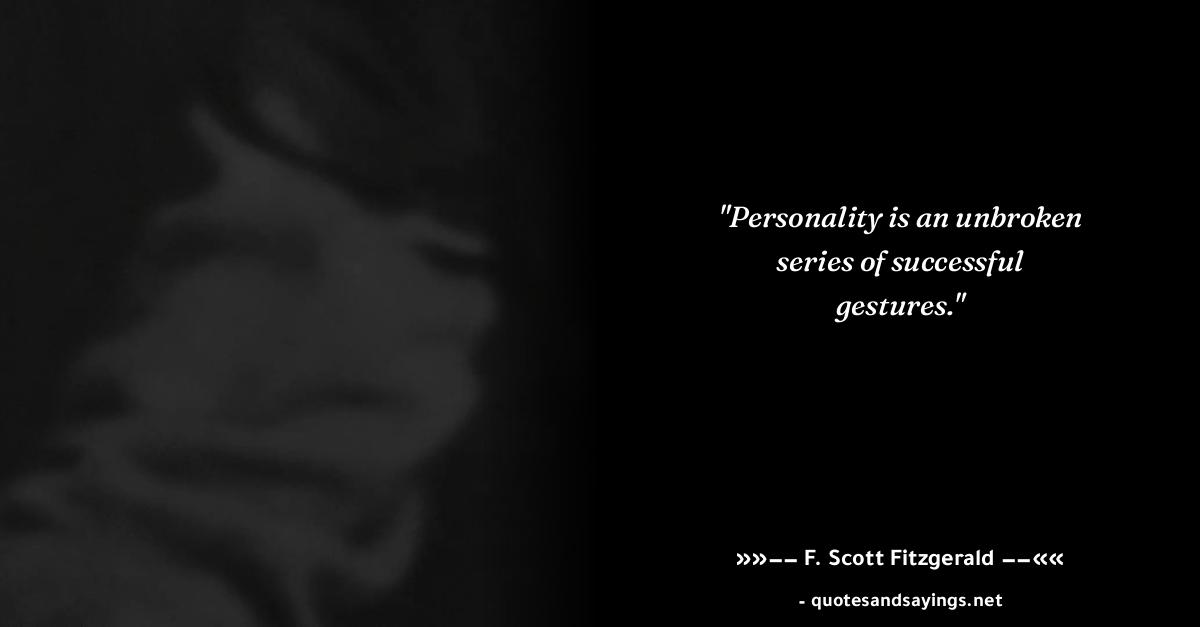 "Personality is an unbroken
series of successful
gestures."
»»−− F. Scott Fitzgerald −−««
- quotesandsayings.net